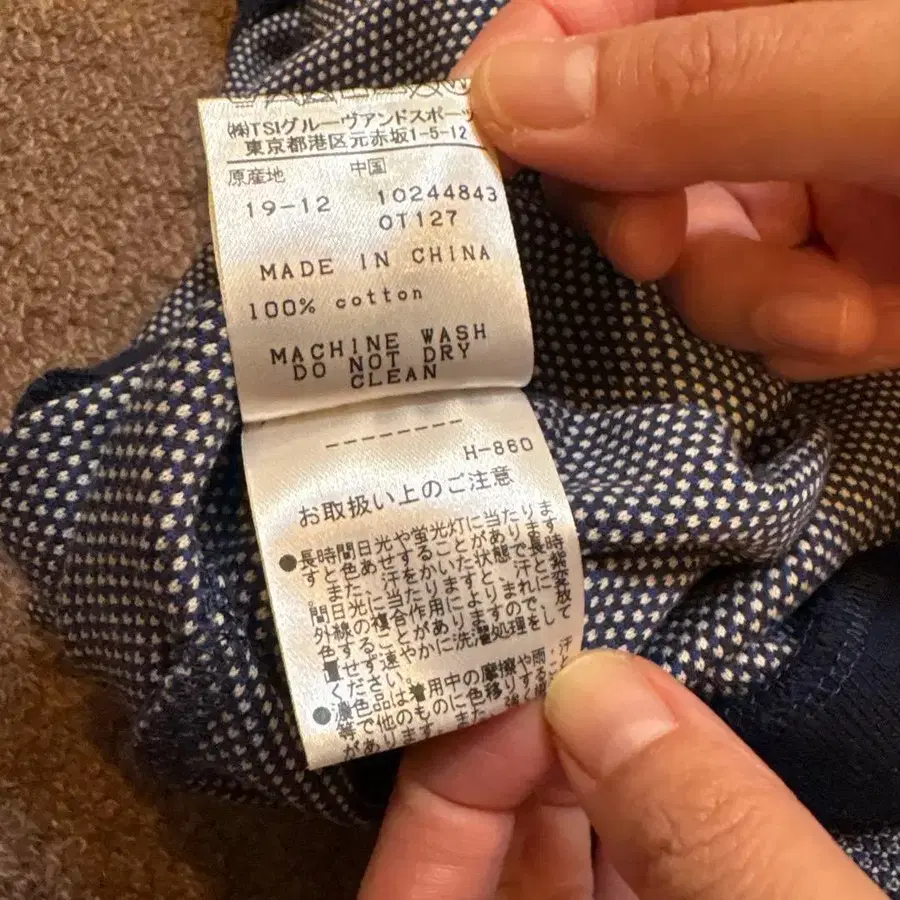 ㈱TSIグルーヴアンドスポーツ
東京都港区元赤坂1-5-12
原産地 中国
19-12 10244843
OT127
MADE IN CHINA
100% cotton
MACHINE WASH
DO NOT DRY
CLEAN
--------
H-860
お取扱い上のご注意
●長時間日光や蛍光灯に当たりま
すと色あせすることがあります
また、汗をかいた状態で長時
間日光に当たりますと、汗と紫
外線の複合作用により、まれに変
色することがありますので、放
置せず速やかに洗濯処理をして
ください。
●濃色品は、着用中の摩擦や雨・汗
等で他のものに色移りすること
があります。また、強く